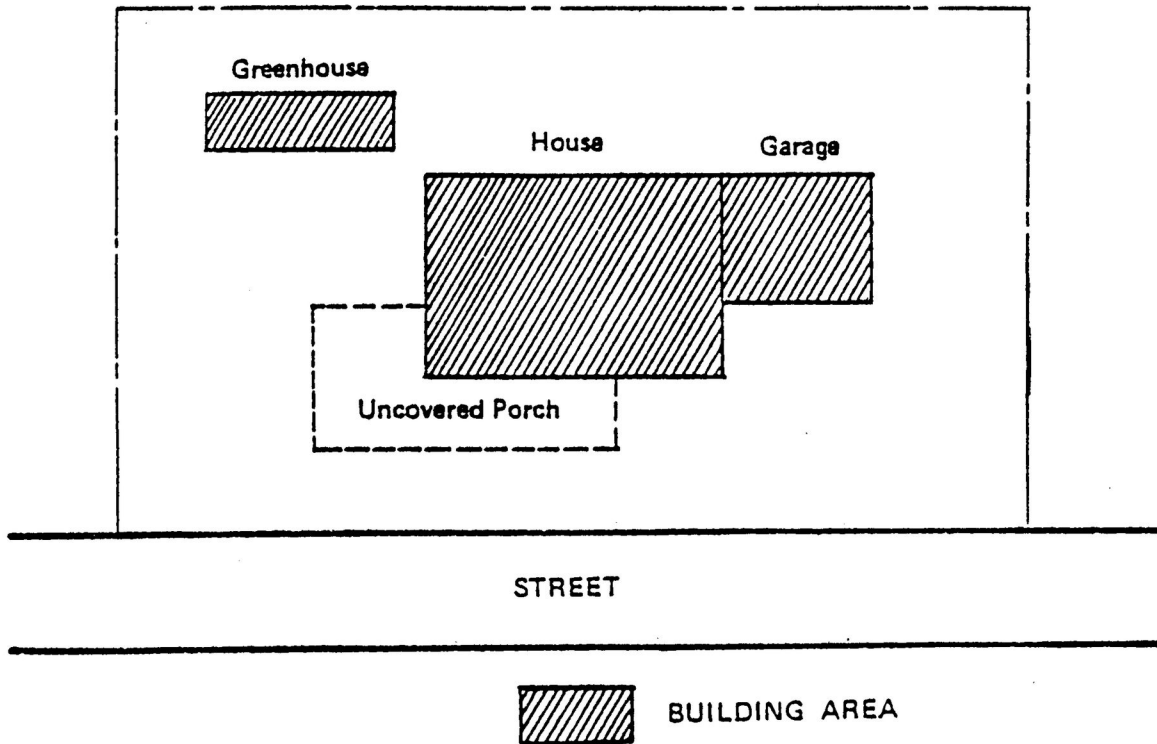 Greenhouse
House
Garage
Uncovered Porch
STREET
BUILDING AREA